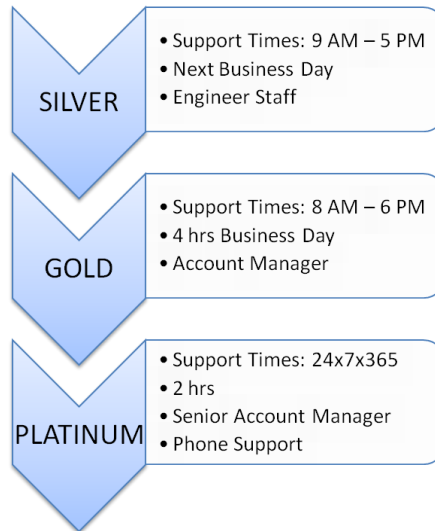 SILVER
• Support Times: 9 AM – 5 PM
• Next Business Day
• Engineer Staff
GOLD
• Support Times: 8 AM – 6 PM
• 4 hrs Business Day
• Account Manager
PLATINUM
• Support Times: 24x7x365
• 2 hrs
• Senior Account Manager
• Phone Support